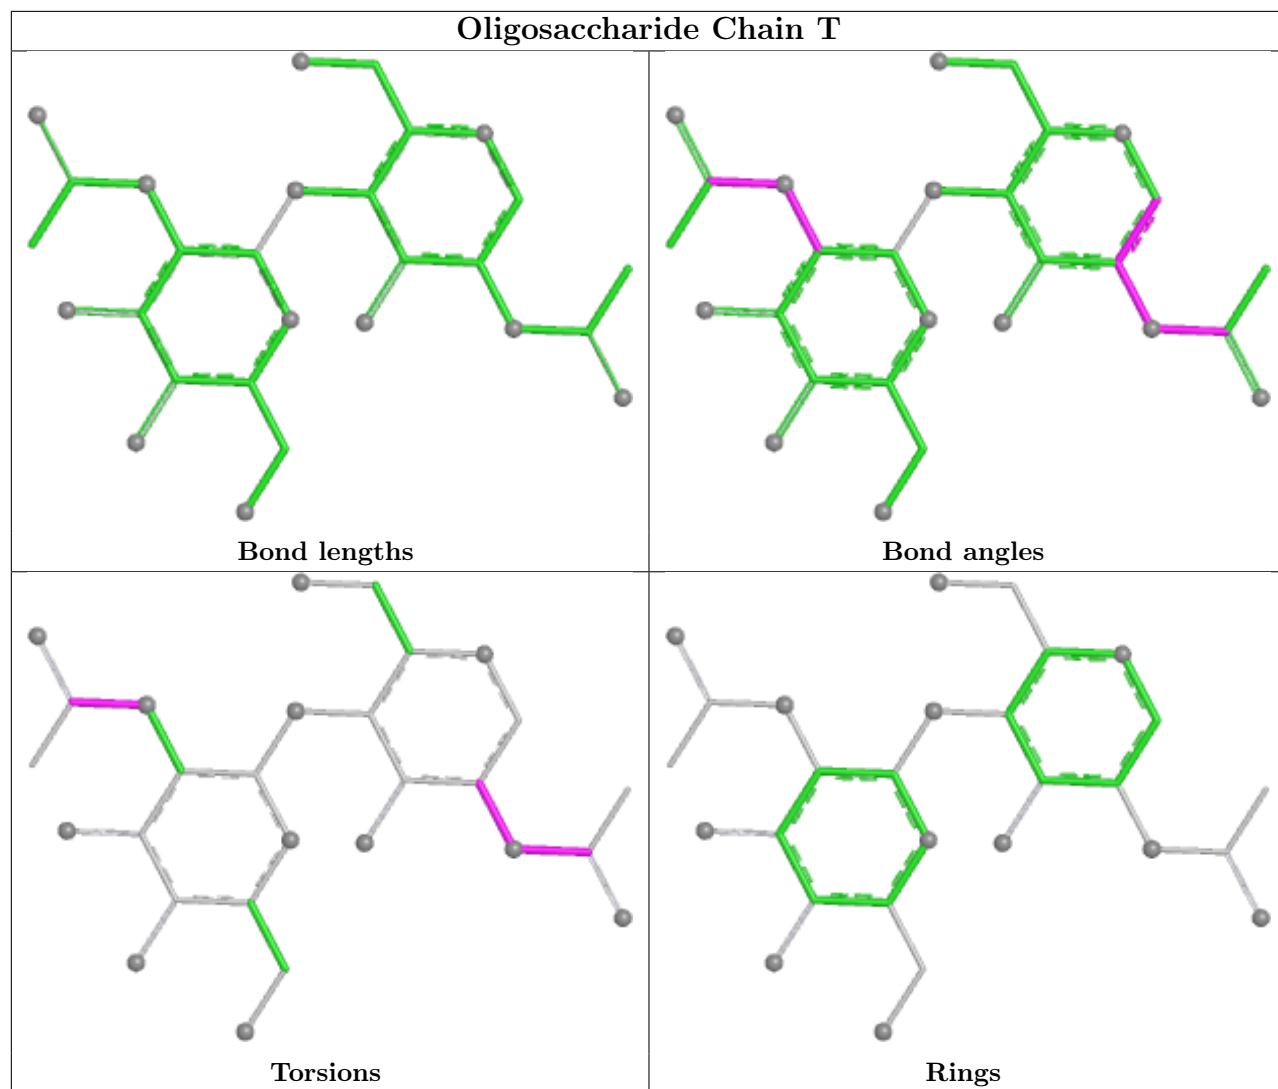 Oligosaccharide Chain T
Bond lengths
Bond angles
Torsions
Rings